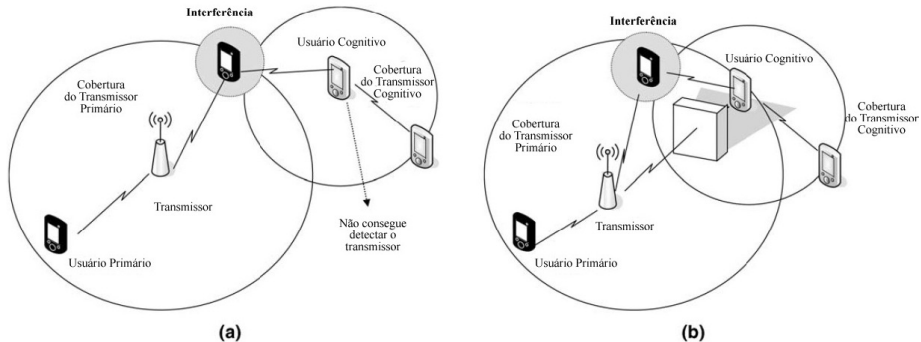 Interferência
Usuário Cognitivo
Cobertura
do Transmissor
Primário
Cobertura
do Transmissor
Cognitivo
Transmissor
Não consegue
detectar o
transmissor
Usuário Primário
(a)
Interferência
Usuário Cognitivo
Cobertura
do Transmissor
Primário
Cobertura
do Transmissor
Cognitivo
Transmissor
Usuário Primário
(b)